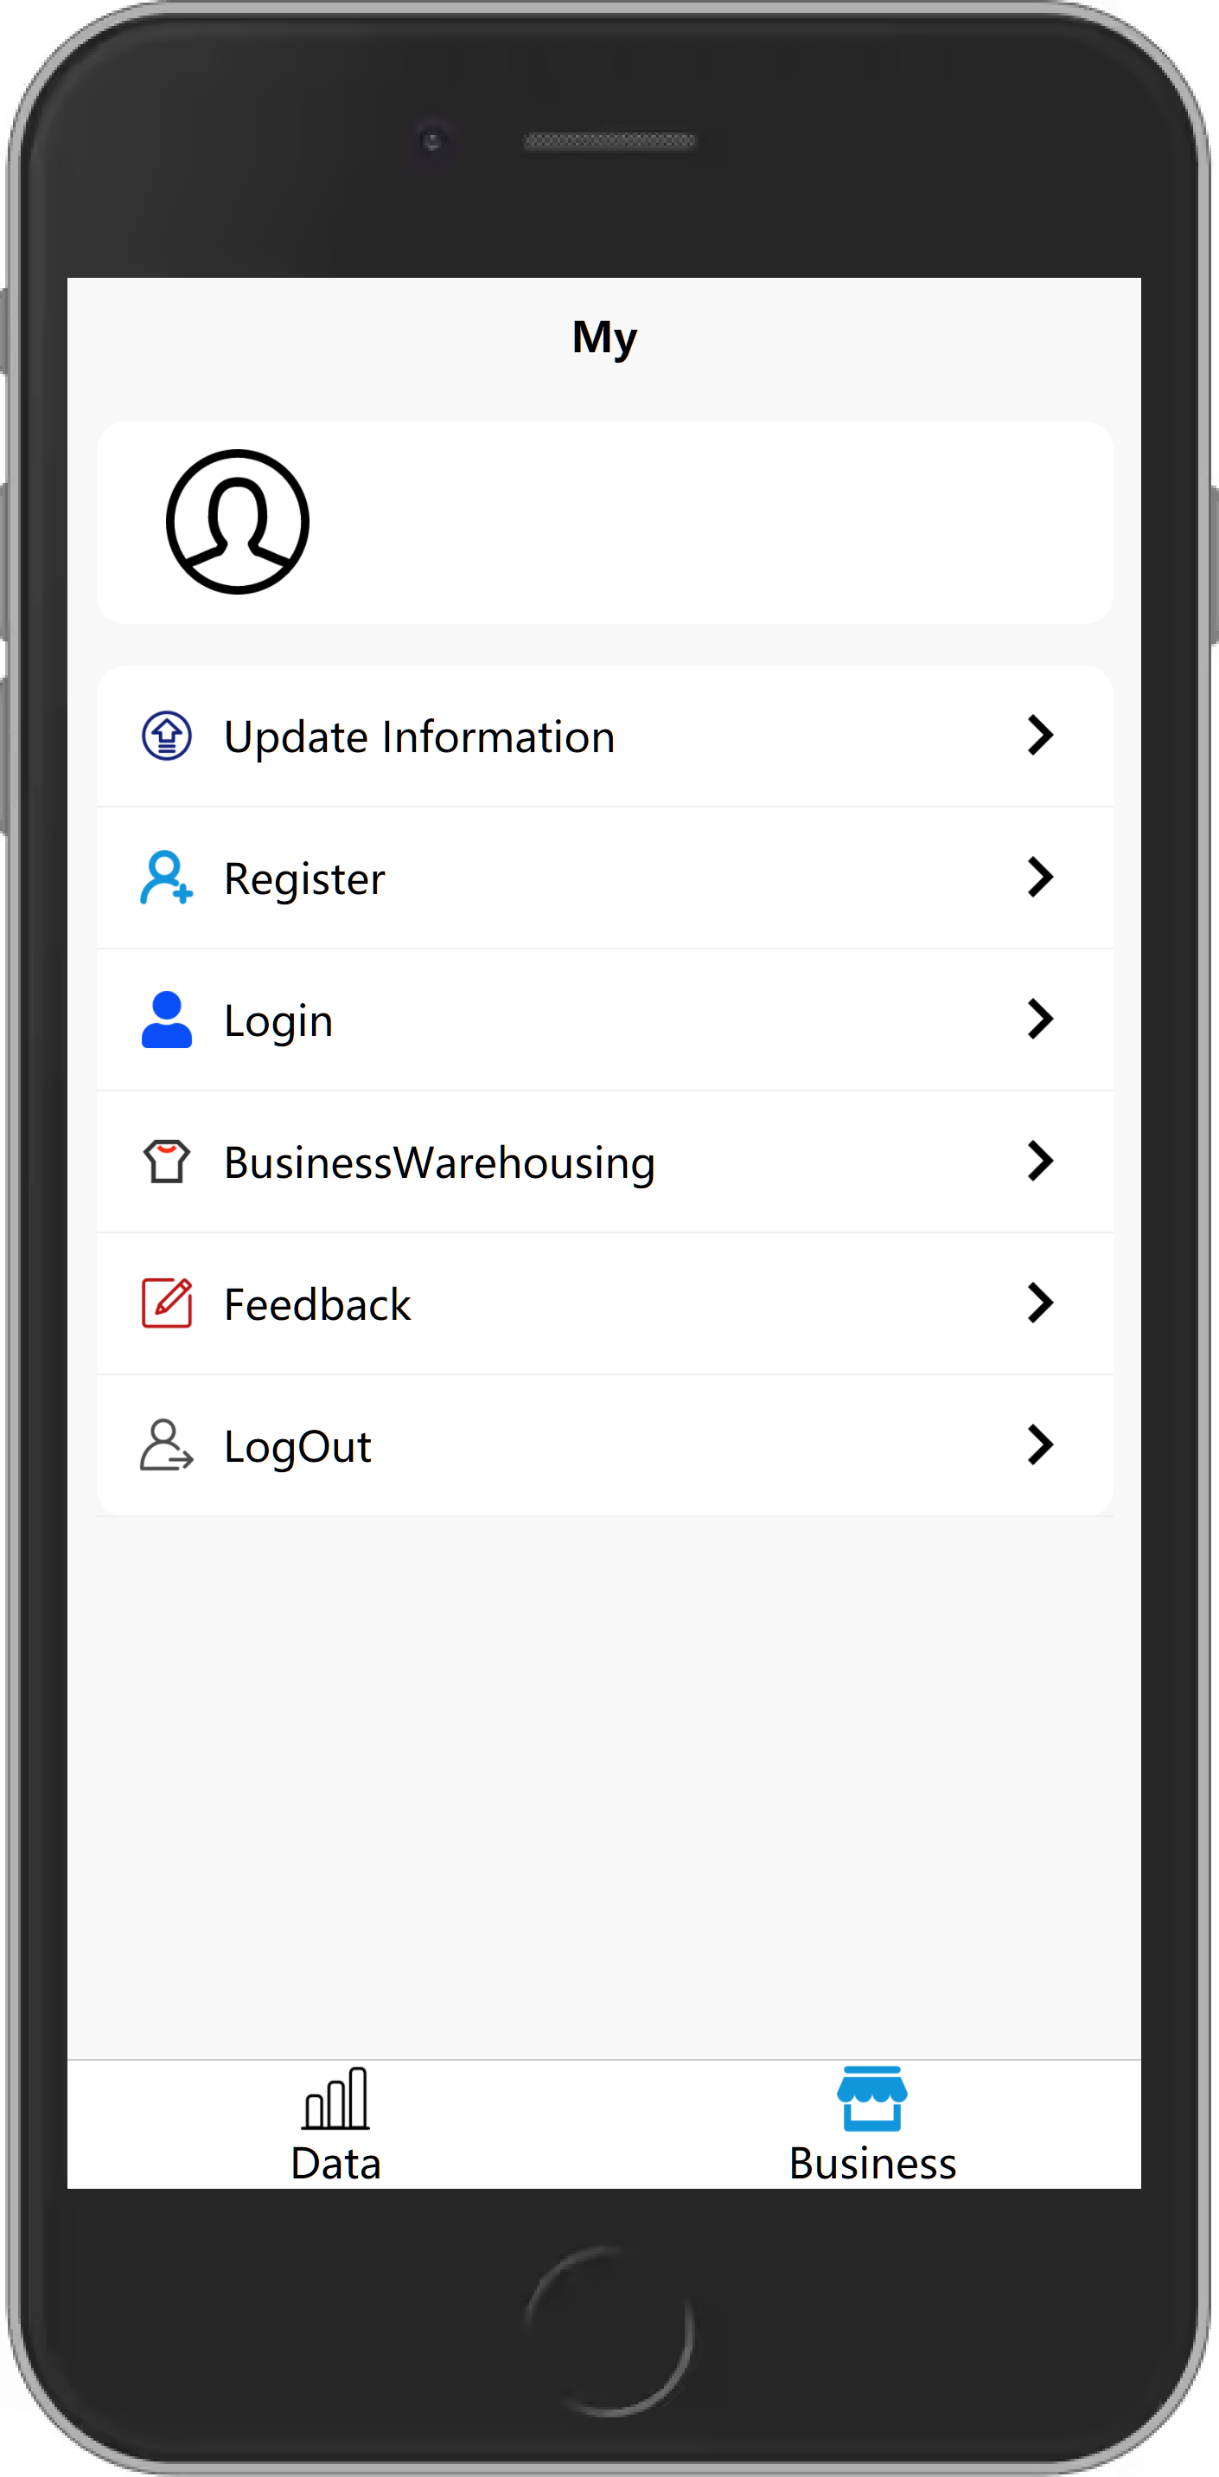 My
Update Information
Register
Login
BusinessWarehousing
Feedback
LogOut
Data
Business